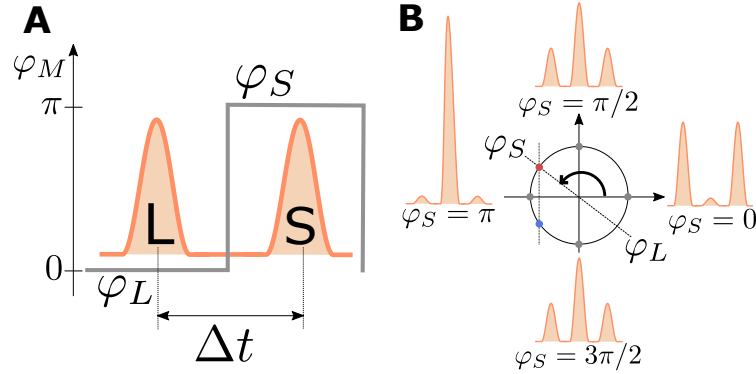 A
φ_M
π
φ_S
L
S
0
φ_L
Δt
B
φ_S = π/2
φ_S
φ_S = π
φ_S = 0
φ_L
φ_S = 3π/2